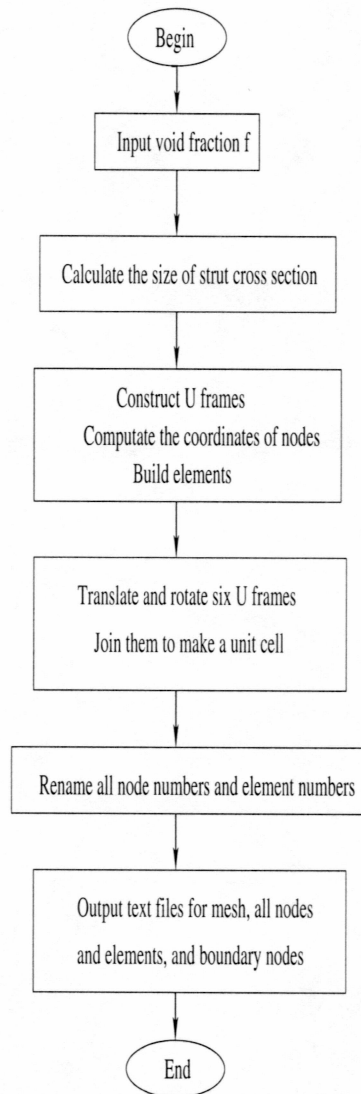 Begin
Input void fraction f
Calculate the size of strut cross section
Construct U frames
Computate the coordinates of nodes
Build elements
Translate and rotate six U frames
Join them to make a unit cell
Rename all node numbers and element numbers
Output text files for mesh, all nodes
and elements, and boundary nodes
End